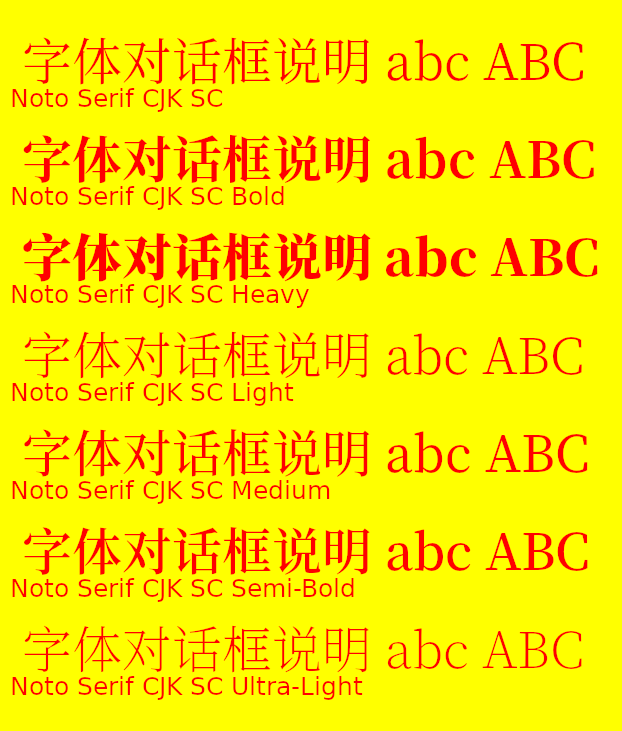 字体对话框说明 abc ABC
Noto Serif CJK SC
字体对话框说明 abc ABC
Noto Serif CJK SC Bold
字体对话框说明 abc ABC
Noto Serif CJK SC Heavy
字体对话框说明 abc ABC
Noto Serif CJK SC Light
字体对话框说明 abc ABC
Noto Serif CJK SC Medium
字体对话框说明 abc ABC
Noto Serif CJK SC Semi-Bold
字体对话框说明 abc ABC
Noto Serif CJK SC Ultra-Light